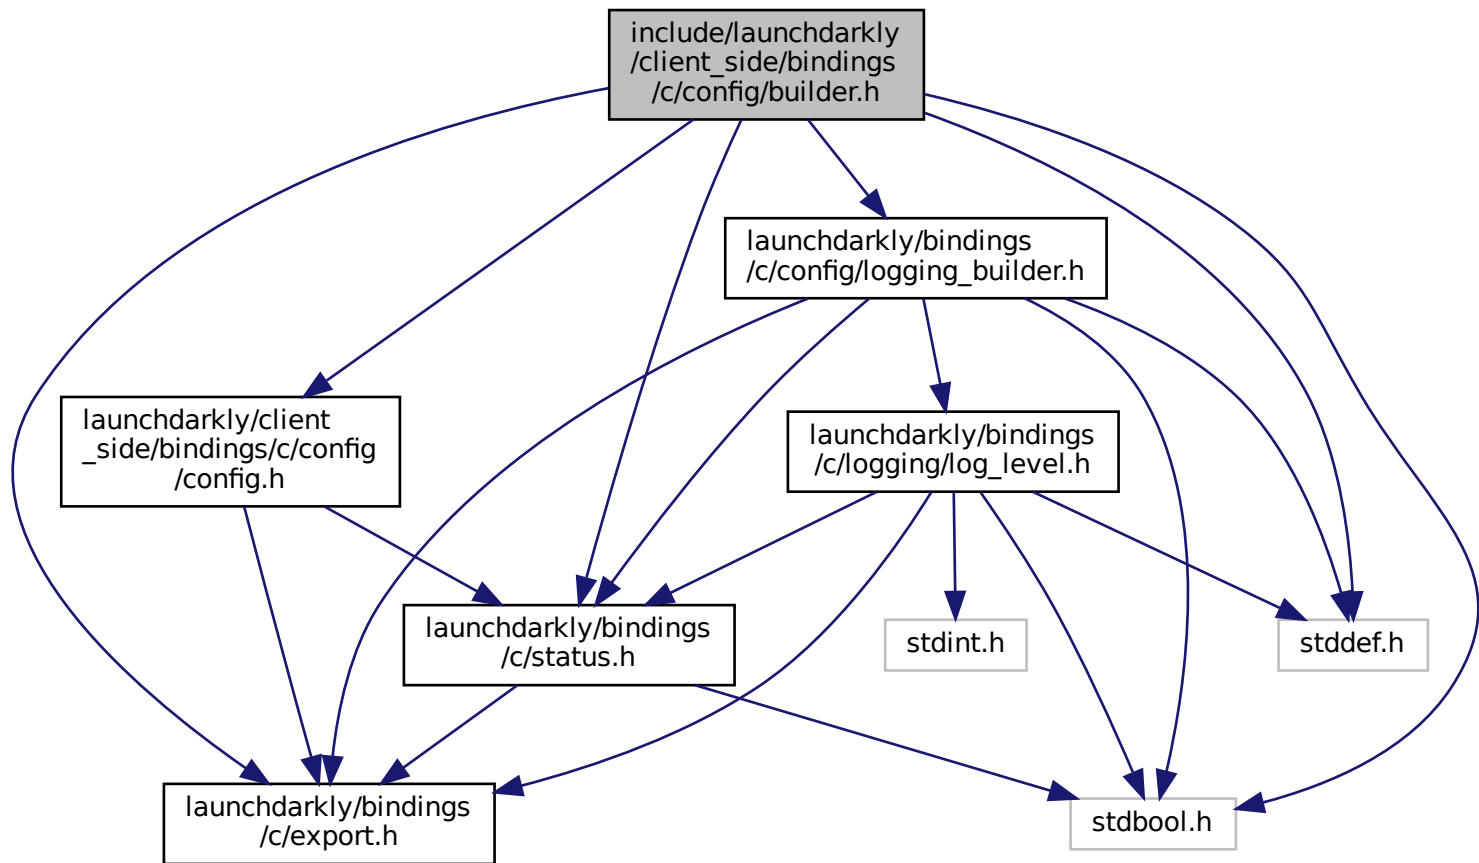 include/launchdarkly
/client_side/bindings
/c/config/builder.h
launchdarkly/bindings
/c/config/logging_builder.h
launchdarkly/client
_side/bindings/c/config
/config.h
launchdarkly/bindings
/c/logging/log_level.h
launchdarkly/bindings
/c/status.h
stdint.h
stddef.h
launchdarkly/bindings
/c/export.h
stdbool.h